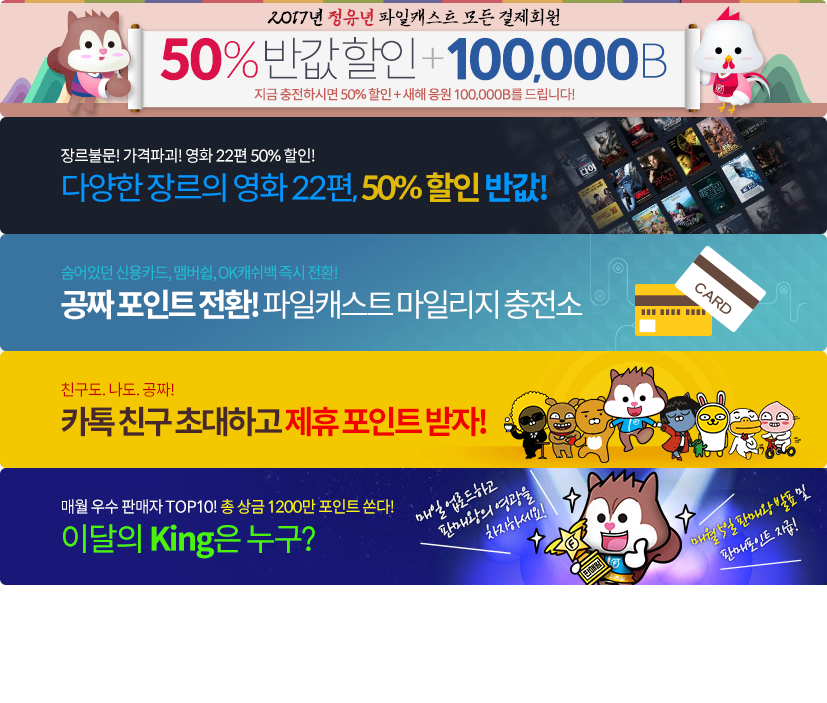 2017년 정유년 파일캐스트 모든 결제회원
50% 반값 할인 + 100,000B
지금 충전하시면 50% 할인 + 새해 응원 100,000B를 드립니다!
장르불문! 가격파괴! 영화 22편 50% 할인!
다양한 장르의 영화 22편, 50% 할인 반값!
숨어있던 신용카드, 맴버쉽, OK캐쉬백 즉시 전환!
공짜 포인트 전환! 파일캐스트 마일리지 충전소
CARD
친구도. 나도. 공짜!
카톡 친구 초대하고 제휴 포인트 받자!
매월 우수 판매자 TOP10! 총 상금 1200만 포인트 쏜다!
이달의 King은 누구?
매일 업로드하고
판매왕의 영광을
차지하세요!
매월 5일 판매왕 발표 및
판매포인트 지급!